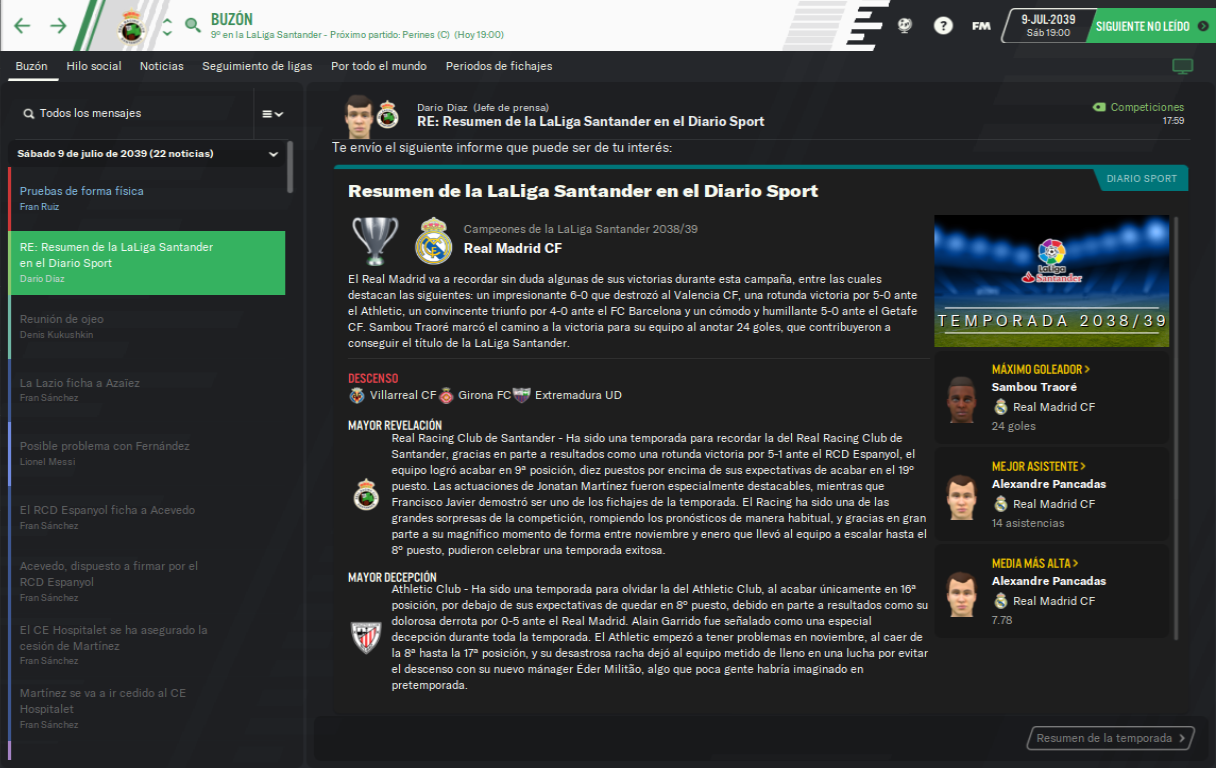 BUZÓN
9º en la LaLiga Santander - Próximo partido: Perines (C) (Hoy 19:00)
?
FM
9-JUL-2039
Sáb 19:00
SIGUIENTE NO LEÍDO
Buzón
Hilo social
Noticias
Seguimiento de ligas
Por todo el mundo
Periodos de fichajes
Todos los mensajes
Sábado 9 de julio de 2039 (22 noticias)
Pruebas de forma física
Fran Ruiz
RE: Resumen de la LaLiga Santander
en el Diario Sport
Darío Díaz
Reunión de ojeo
Denis Kukushkin
La Lazio ficha a Azaïez
Fran Sánchez
Posible problema con Fernández
Lionel Messi
El RCD Espanyol ficha a Acevedo
Fran Sánchez
Acevedo, dispuesto a firmar por el
RCD Espanyol
Fran Sánchez
El CE Hospitalet se ha asegurado la
cesión de Martínez
Fran Sánchez
Martínez se va a ir cedido al CE
Hospitalet
Fran Sánchez
Darío Díaz (Jefe de prensa)
RE: Resumen de la LaLiga Santander en el Diario Sport
Competiciones
17:59
Te envío el siguiente informe que puede ser de tu interés:
DIARIO SPORT
Resumen de la LaLiga Santander en el Diario Sport
Campeones de la LaLiga Santander 2038/39
Real Madrid CF
El Real Madrid va a recordar sin duda algunas de sus victorias durante esta campaña, entre las cuales
destacan las siguientes: un impresionante 6-0 que destrozó al Valencia CF, una rotunda victoria por 5-0 ante
el Athletic, un convincente triunfo por 4-0 ante el FC Barcelona y un cómodo y humillante 5-0 ante el Getafe
CF. Sambou Traoré marcó el camino a la victoria para su equipo al anotar 24 goles, que contribuyeron a
conseguir el título de la LaLiga Santander.
DESCENSO
Villarreal CF Girona FC Extremadura UD
MAYOR REVELACIÓN
Real Racing Club de Santander - Ha sido una temporada para recordar la del Real Racing Club de
Santander, gracias en parte a resultados como una rotunda victoria por 5-1 ante el RCD Espanyol, el
equipo logró acabar en 9ª posición, diez puestos por encima de sus expectativas de acabar en el 19º
puesto. Las actuaciones de Jonatan Martínez fueron especialmente destacables, mientras que
Francisco Javier demostró ser uno de los fichajes de la temporada. El Racing ha sido una de las
grandes sorpresas de la competición, rompiendo los pronósticos de manera habitual, y gracias en gran
parte a su magnífico momento de forma entre noviembre y enero que llevó al equipo a escalar hasta el
8º puesto, pudieron celebrar una temporada exitosa.
MAYOR DECEPCIÓN
Athletic Club - Ha sido una temporada para olvidar la del Athletic Club, al acabar únicamente en 16ª
posición, por debajo de sus expectativas de quedar en 8º puesto, debido en parte a resultados como su
dolorosa derrota por 0-5 ante el Real Madrid. Alain Garrido fue señalado como una especial
decepción durante toda la temporada. El Athletic empezó a tener problemas en noviembre, al caer de
la 8ª hasta la 17ª posición, y su desastrosa racha dejó al equipo metido de lleno en una lucha por evitar
el descenso con su nuevo mánager Éder Militão, algo que poca gente habría imaginado en
pretemporada.
LaLiga
Santander
TEMPORADA 2038/39
MÁXIMO GOLEADOR >
Sambou Traoré
Real Madrid CF
24 goles
MEJOR ASISTENTE >
Alexandre Pancadas
Real Madrid CF
14 asistencias
MEDIA MÁS ALTA >
Alexandre Pancadas
Real Madrid CF
7.78
Resumen de la temporada >